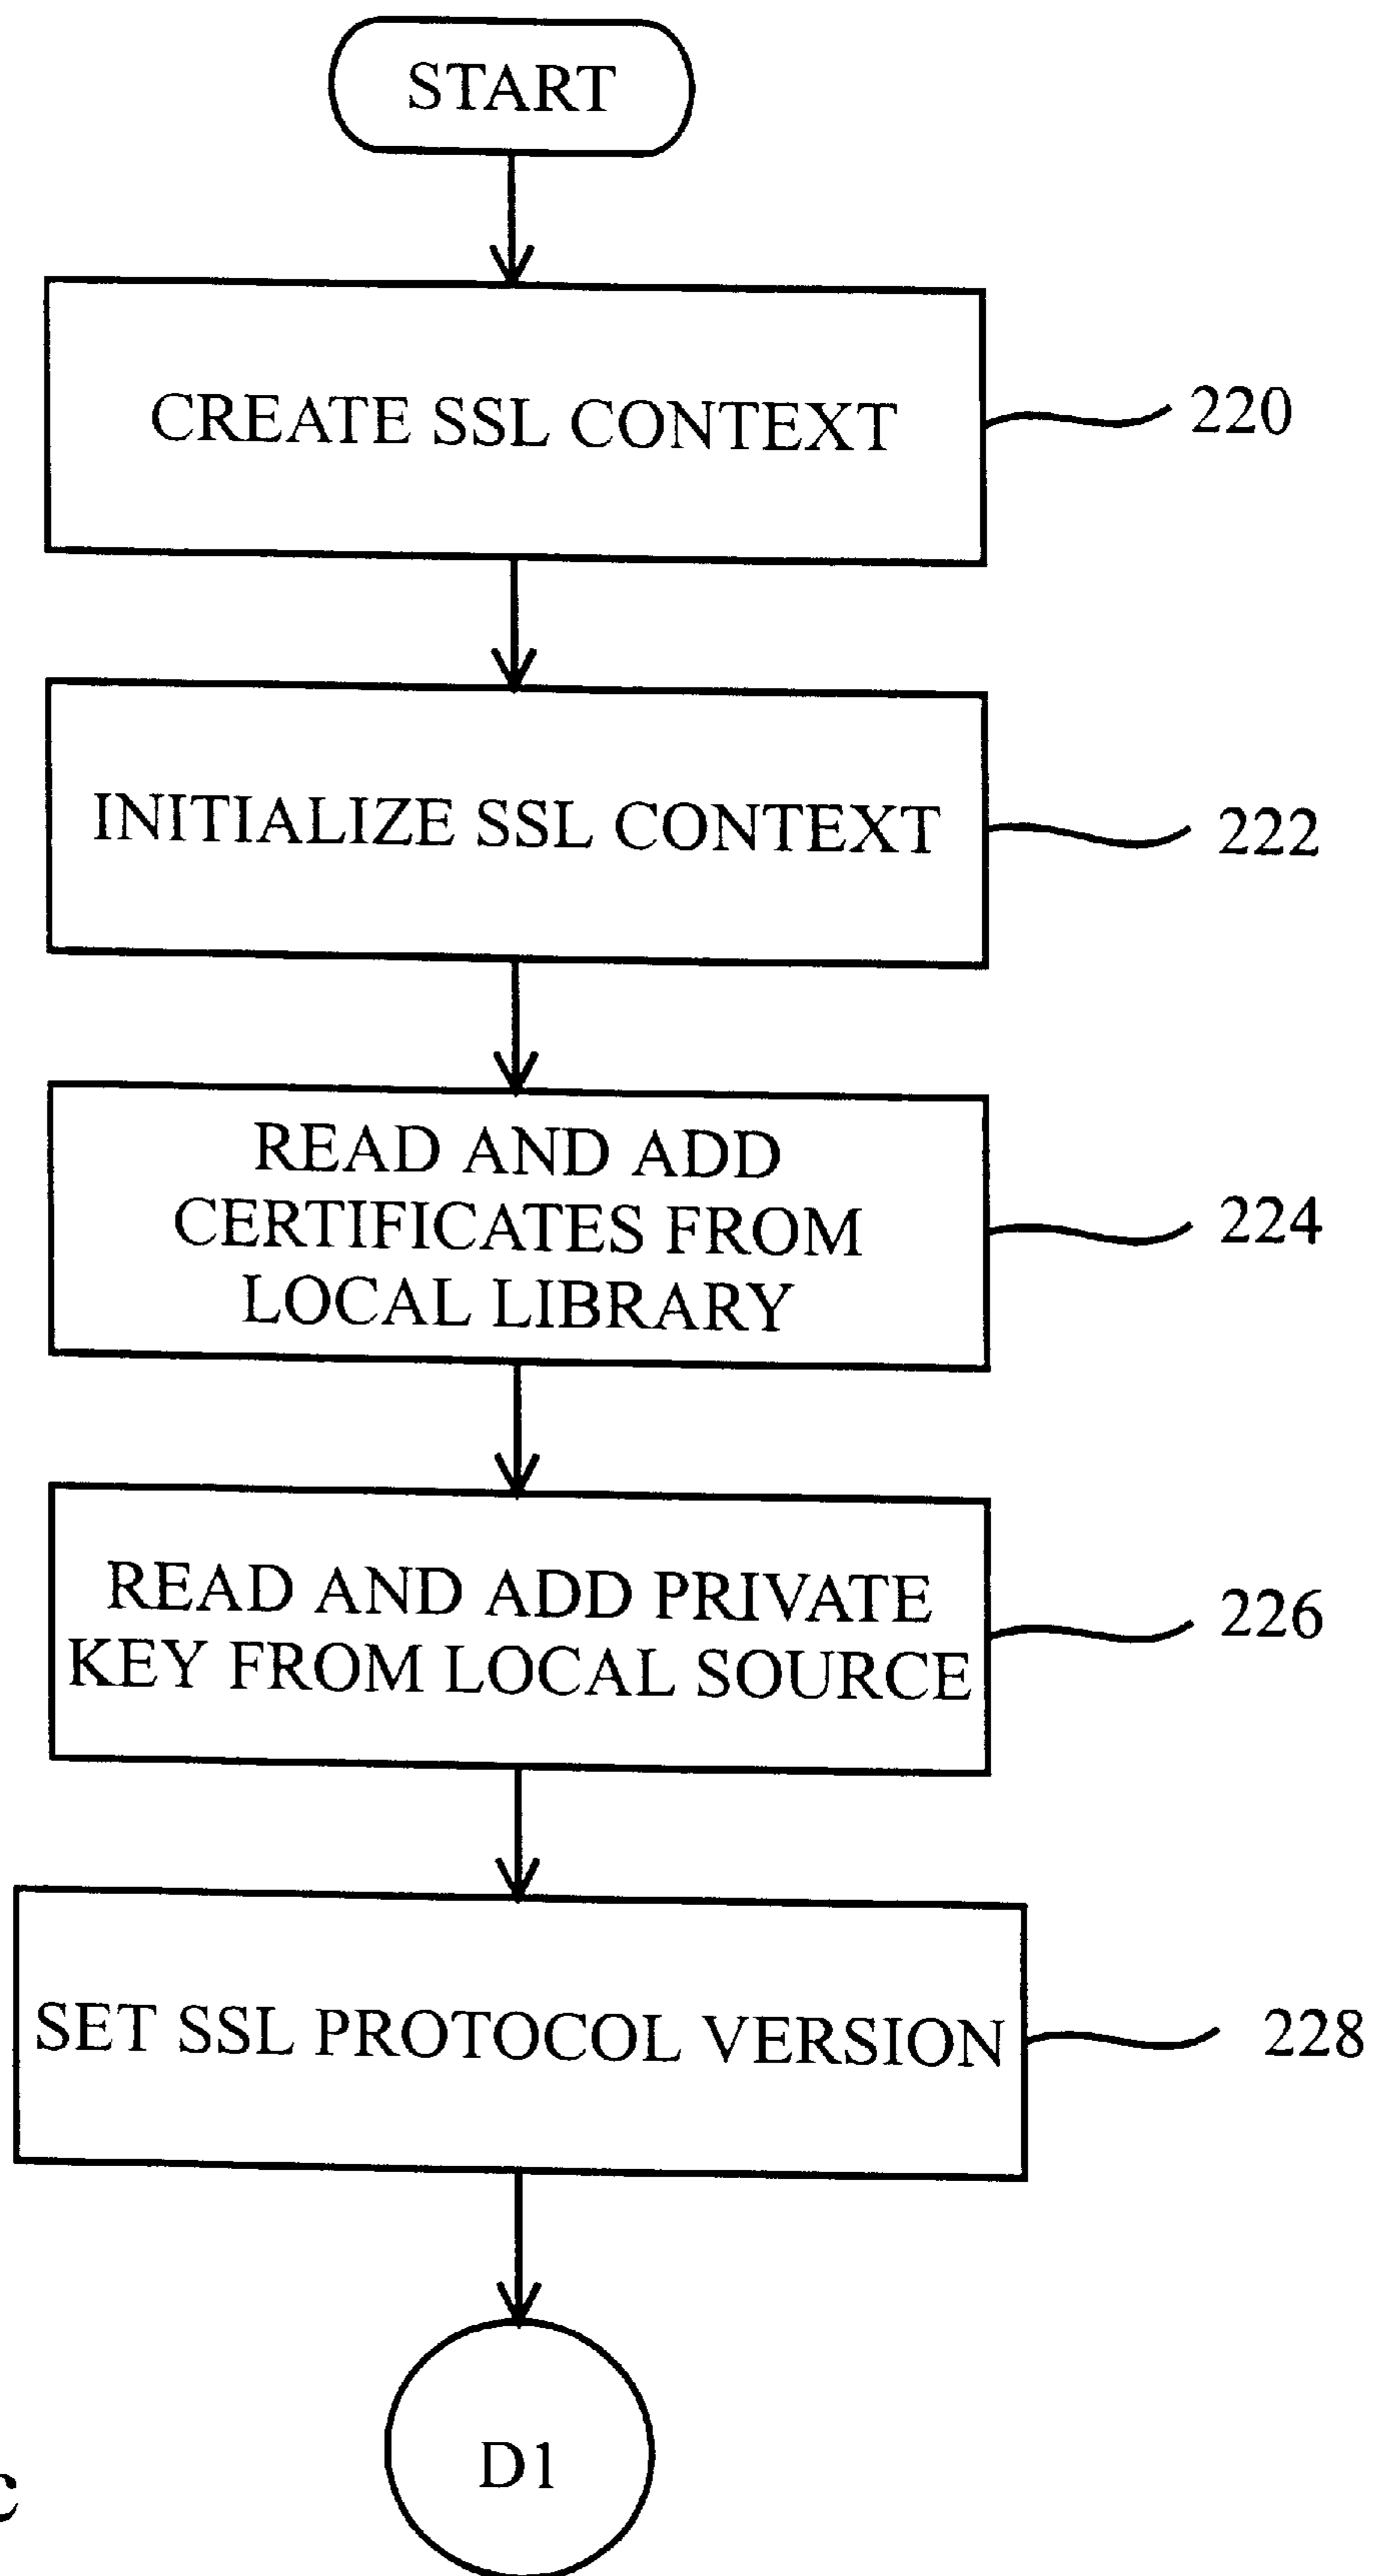 START
CREATE SSL CONTEXT
220
INITIALIZE SSL CONTEXT
222
READ AND ADD
CERTIFICATES FROM
LOCAL LIBRARY
224
READ AND ADD PRIVATE
KEY FROM LOCAL SOURCE
226
SET SSL PROTOCOL VERSION
228
D1